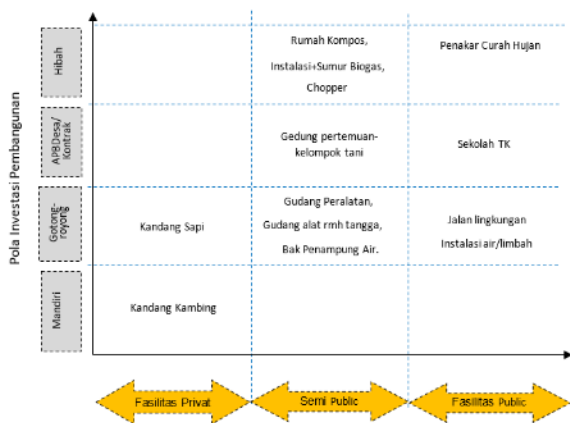 Pola Investasi Pembangunan
Hibah
Rumah Kompos,
Instalasi+Sumur Biogas,
Chopper
Penakar Curah Hujan
APBDesa/
Kontrak
Gedung pertemuan-
kelompok tani
Sekolah TK
Gotong-
royong
Kandang Sapi
Gudang Peralatan,
Gudang alat rmh tangga,
Bak Penampung Air.
Jalan lingkungan
Instalasi air/limbah
Mandiri
Kandang Kambing
Fasilitas Privat
Semi Public
Fasilitas Public